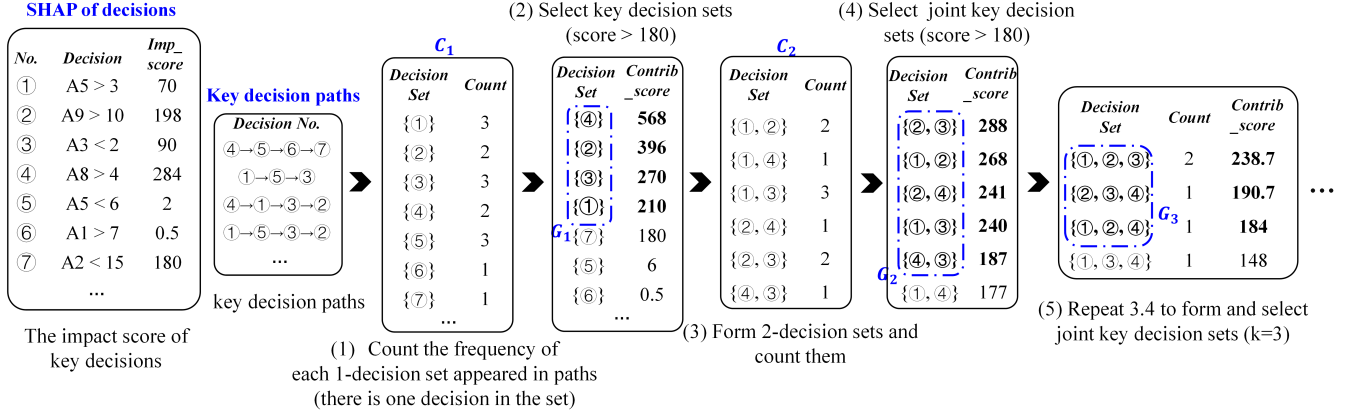 SHAP of decisions
No. Decision Imp_score
① A5 > 3 70
② A9 > 10 198
③ A3 < 2 90
④ A8 > 4 284
⑤ A5 < 6 2
⑥ A1 > 7 0.5
⑦ A2 < 15 180
...
The impact score of
key decisions
Key decision paths
Decision No.
④→⑤→⑥→⑦
①→⑤→③
④→①→③→②
①→⑤→③→②
...
key decision paths
C₁
Decision Set Count
{①} 3
{②} 2
{③} 3
{④} 2
{⑤} 3
{⑥} 1
{⑦} 1
...
(1) Count the frequency of
each 1-decision set appeared in paths
(there is one decision in the set)
(2) Select key decision sets
(score > 180)
Decision Set Contrib_score
{④} 568
{②} 396
{③} 270
{①} 210
G₁
{⑦} 180
{⑤} 6
{⑥} 0.5
...
C₂
Decision Set Count
{①, ②} 2
{①, ④} 1
{①, ③} 3
{②, ④} 1
{②, ③} 2
{④, ③} 1
(3) Form 2-decision sets and
count them
(4) Select joint key decision
sets (score > 180)
Decision Set Contrib_score
{②, ③} 288
{①, ②} 268
{②, ④} 241
{①, ③} 240
{④, ③} 187
G₂
{①, ④} 177
Decision Set Count Contrib_score
{①, ②, ③} 2 238.7
{②, ③, ④} 1 190.7
{①, ②, ④} 1 184
G₃
{①, ③, ④} 1 148
...
(5) Repeat 3.4 to form and select
joint key decision sets (k=3)